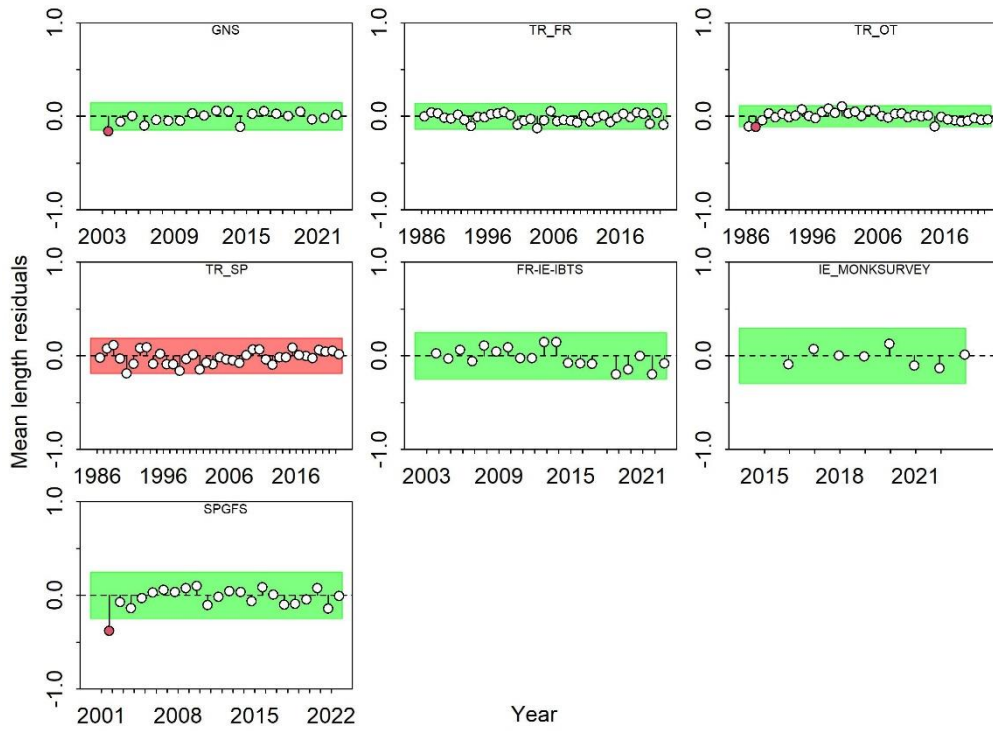 GNS
TR_FR
TR_OT
-1.0 0.0 1.0
-1.0 0.0 1.0
-1.0 0.0 1.0
2003 2009 2015 2021
1986 1996 2006 2016
1986 1996 2006 2016
TR_SP
FR-IE-IBTS
IE_MONKSURVEY
-1.0 0.0 1.0
-1.0 0.0 1.0
-1.0 0.0 1.0
1986 1996 2006 2016
2003 2009 2015 2021
2015 2018 2021
SPGFS
-1.0 0.0 1.0
2001 2008 2015 2022
Mean length residuals
Year